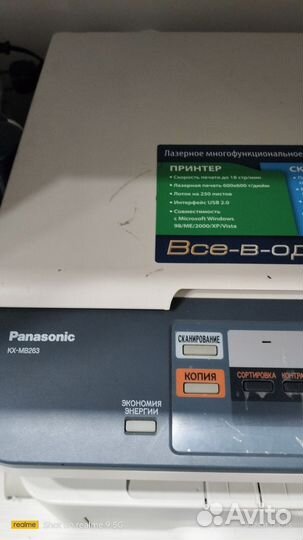 Лазерное многофункциональное
ПРИНТЕР
• Скорость печати до 18 стр/мин
• Лазерная печать 600x600 т/дюйм
• Лоток на 250 листов
• Интерфейс USB 2.0
• Совместимость
с Microsoft Windows
98/ME/2000/XP/Vista
Все-в-од
Panasonic
KX-MB263
СКАНИРОВАНИЕ
КОПИЯ
СОРТИРОВКА
КОНТРА
ЭКОНОМИЯ
ЭНЕРГИИ
realme
Shot on realme 9 5G
Avito